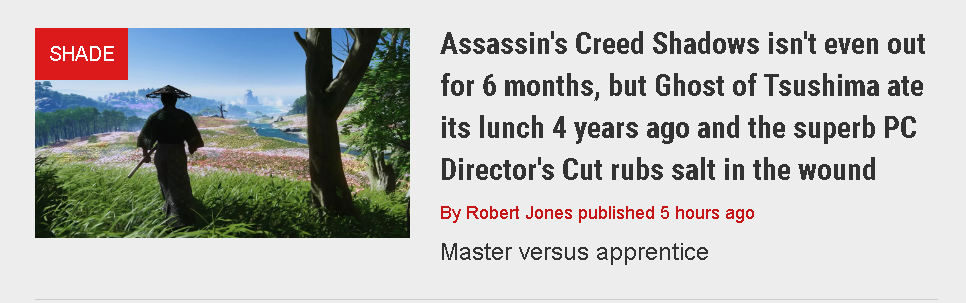 SHADE
Assassin's Creed Shadows isn't even out
for 6 months, but Ghost of Tsushima ate
its lunch 4 years ago and the superb PC
Director's Cut rubs salt in the wound
By Robert Jones published 5 hours ago
Master versus apprentice